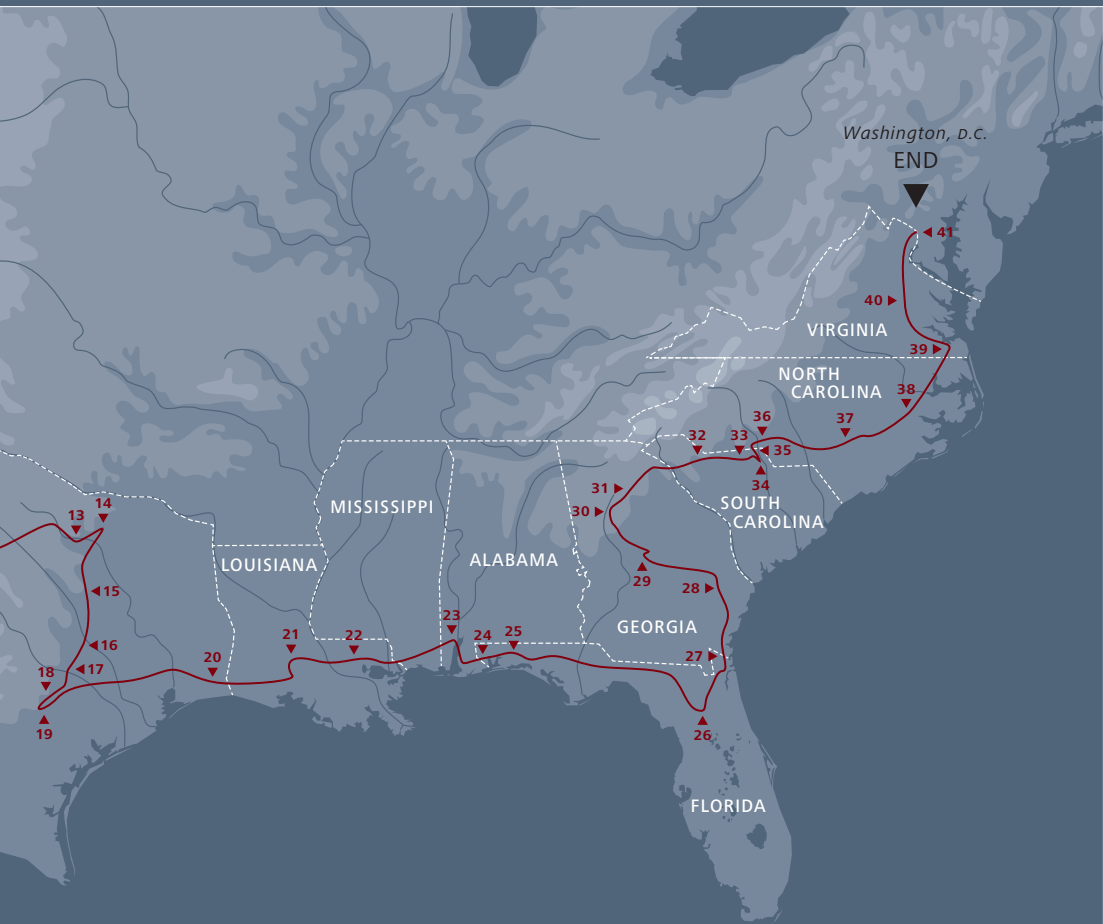 Washington, D.C.
END
41
40
VIRGINIA
39
NORTH
CAROLINA
38
36
37
32
33
35
34
31
SOUTH
CAROLINA
30
MISSISSIPPI
14
13
ALABAMA
LOUISIANA
29
28
15
23
GEORGIA
24
25
21
22
16
27
17
20
18
19
26
FLORIDA